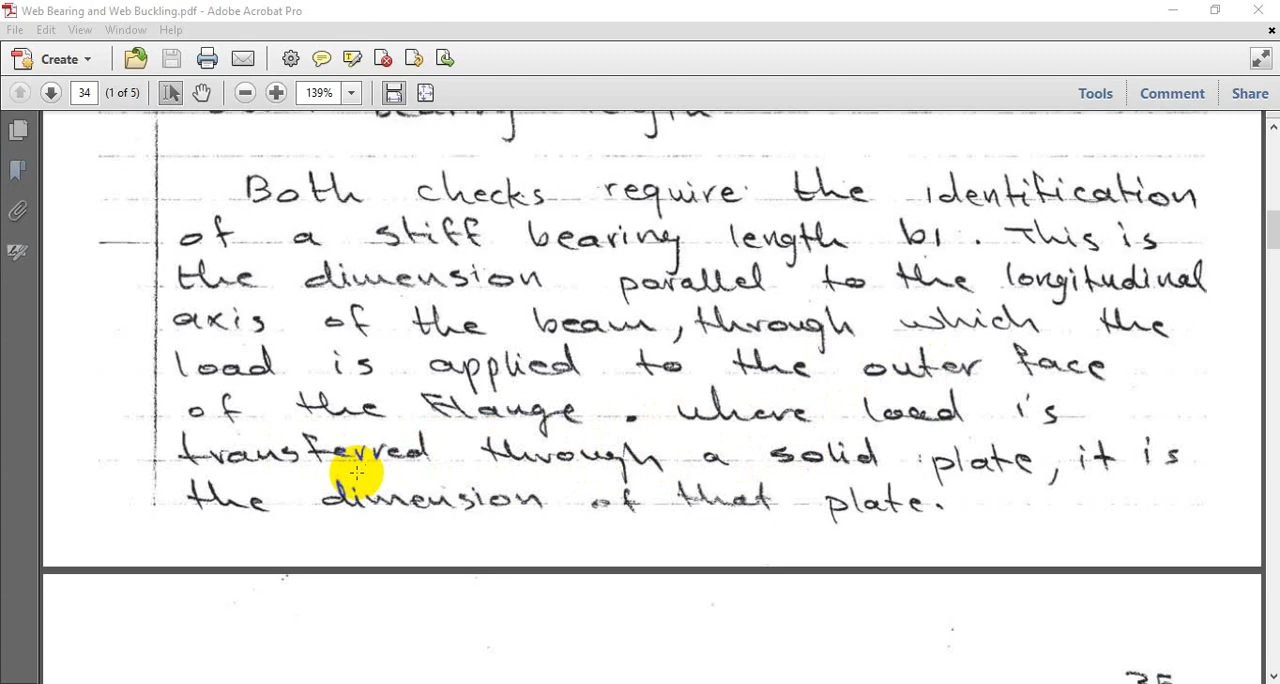 Web Bearing and Web Buckling.pdf - Adobe Acrobat Pro
File Edit View Window Help
Create
34 (1 of 5) 139% Tools Comment Share
bearing length
Both checks require the identification
of a stiff bearing length b1. This is
the dimension parallel to the longitudinal
axis of the beam, through which the
load is applied to the outer face
of the Flange. where load is
transferred through a solid plate, it is
the dimension of that plate.
35